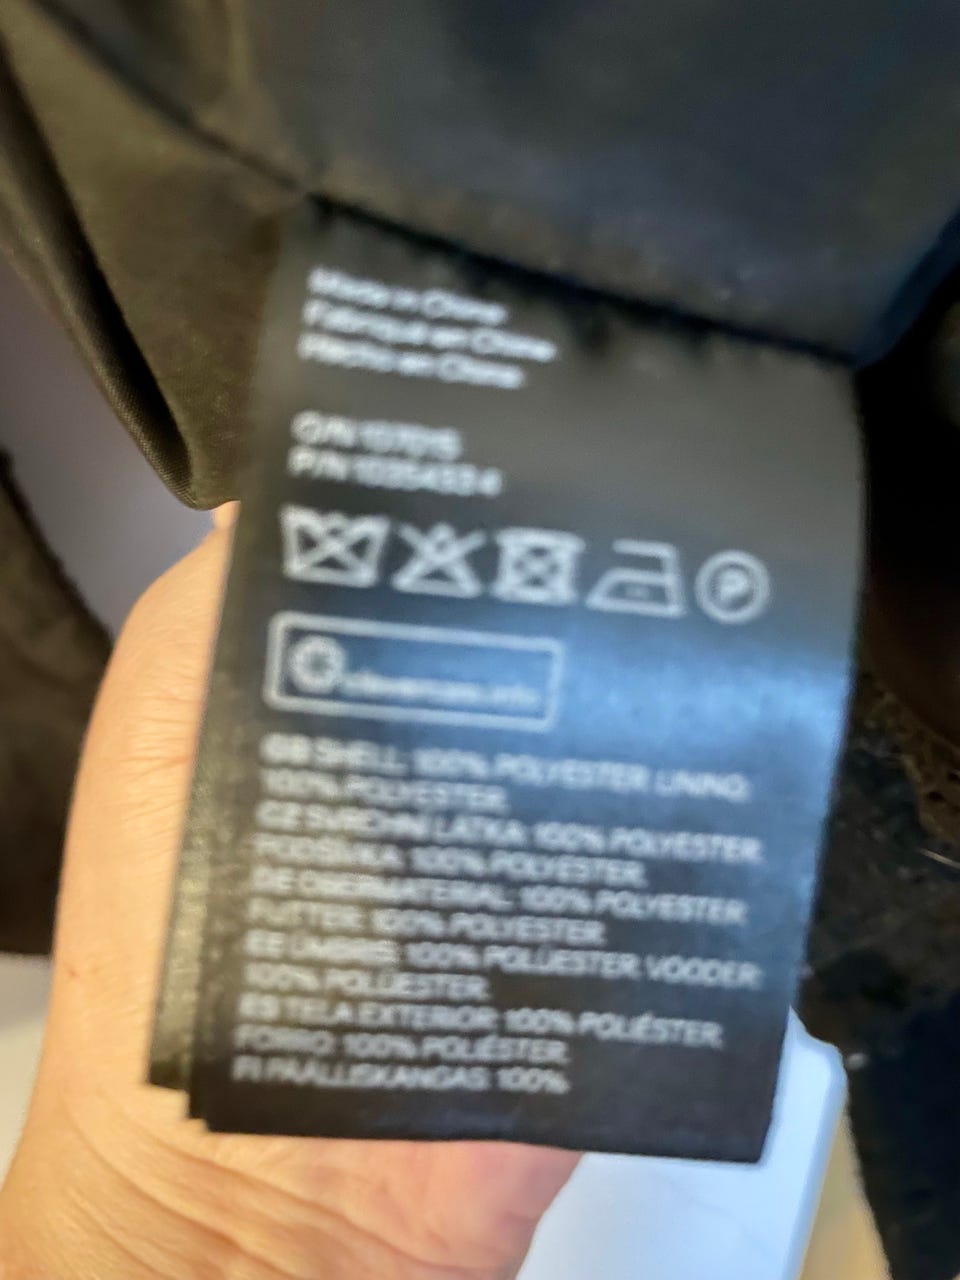 Made in China
Fabriqué en Chine
Hecho en China
O/N
P/N
P
clevercare.info
GB SHELL: 100% POLYESTER. LINING:
100% POLYESTER.
CZ SVRCHNÍ LÁTKA: 100% POLYESTER.
PODŠÍVKA: 100% POLYESTER.
DE OBERMATERIAL: 100% POLYESTER.
FUTTER: 100% POLYESTER.
EE ÜMBRIS: 100% POLÜESTER. VOODER:
100% POLÜESTER.
ES TELA EXTERIOR: 100% POLIÉSTER.
FORRO: 100% POLIÉSTER.
FI PÄÄLLISKANGAS: 100%